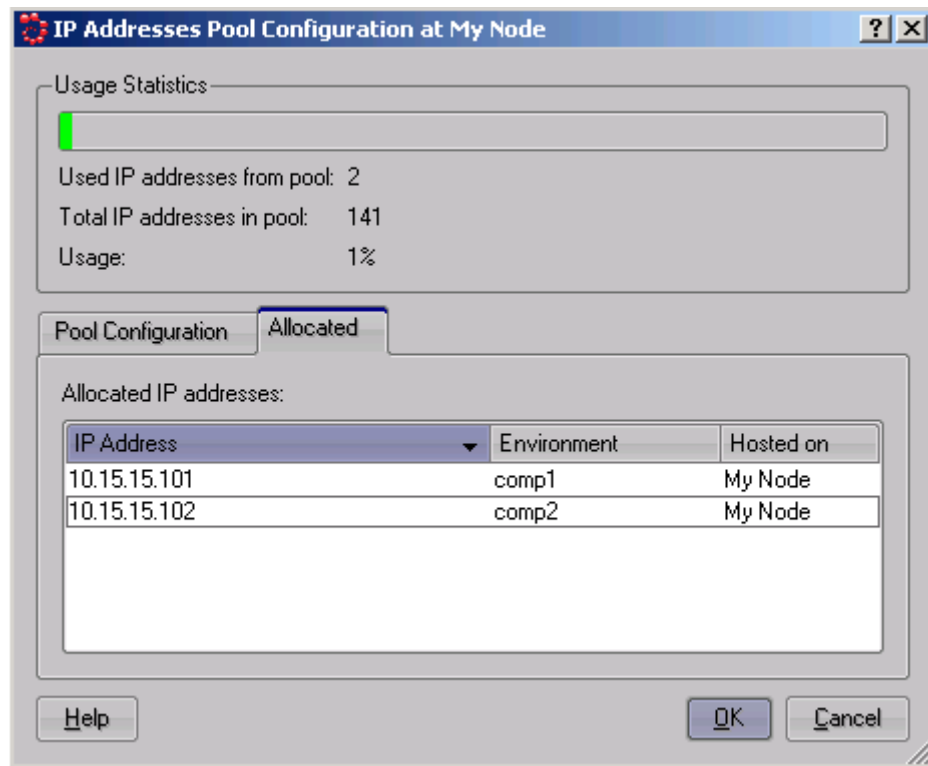 IP Addresses Pool Configuration at My Node ?
Usage Statistics
Used IP addresses from pool: 2
Total IP addresses in pool: 141
Usage: 1%
Pool Configuration Allocated
Allocated IP addresses:
IP Address Environment Hosted on
10.15.15.101 comp1 My Node
10.15.15.102 comp2 My Node
Help OK Cancel